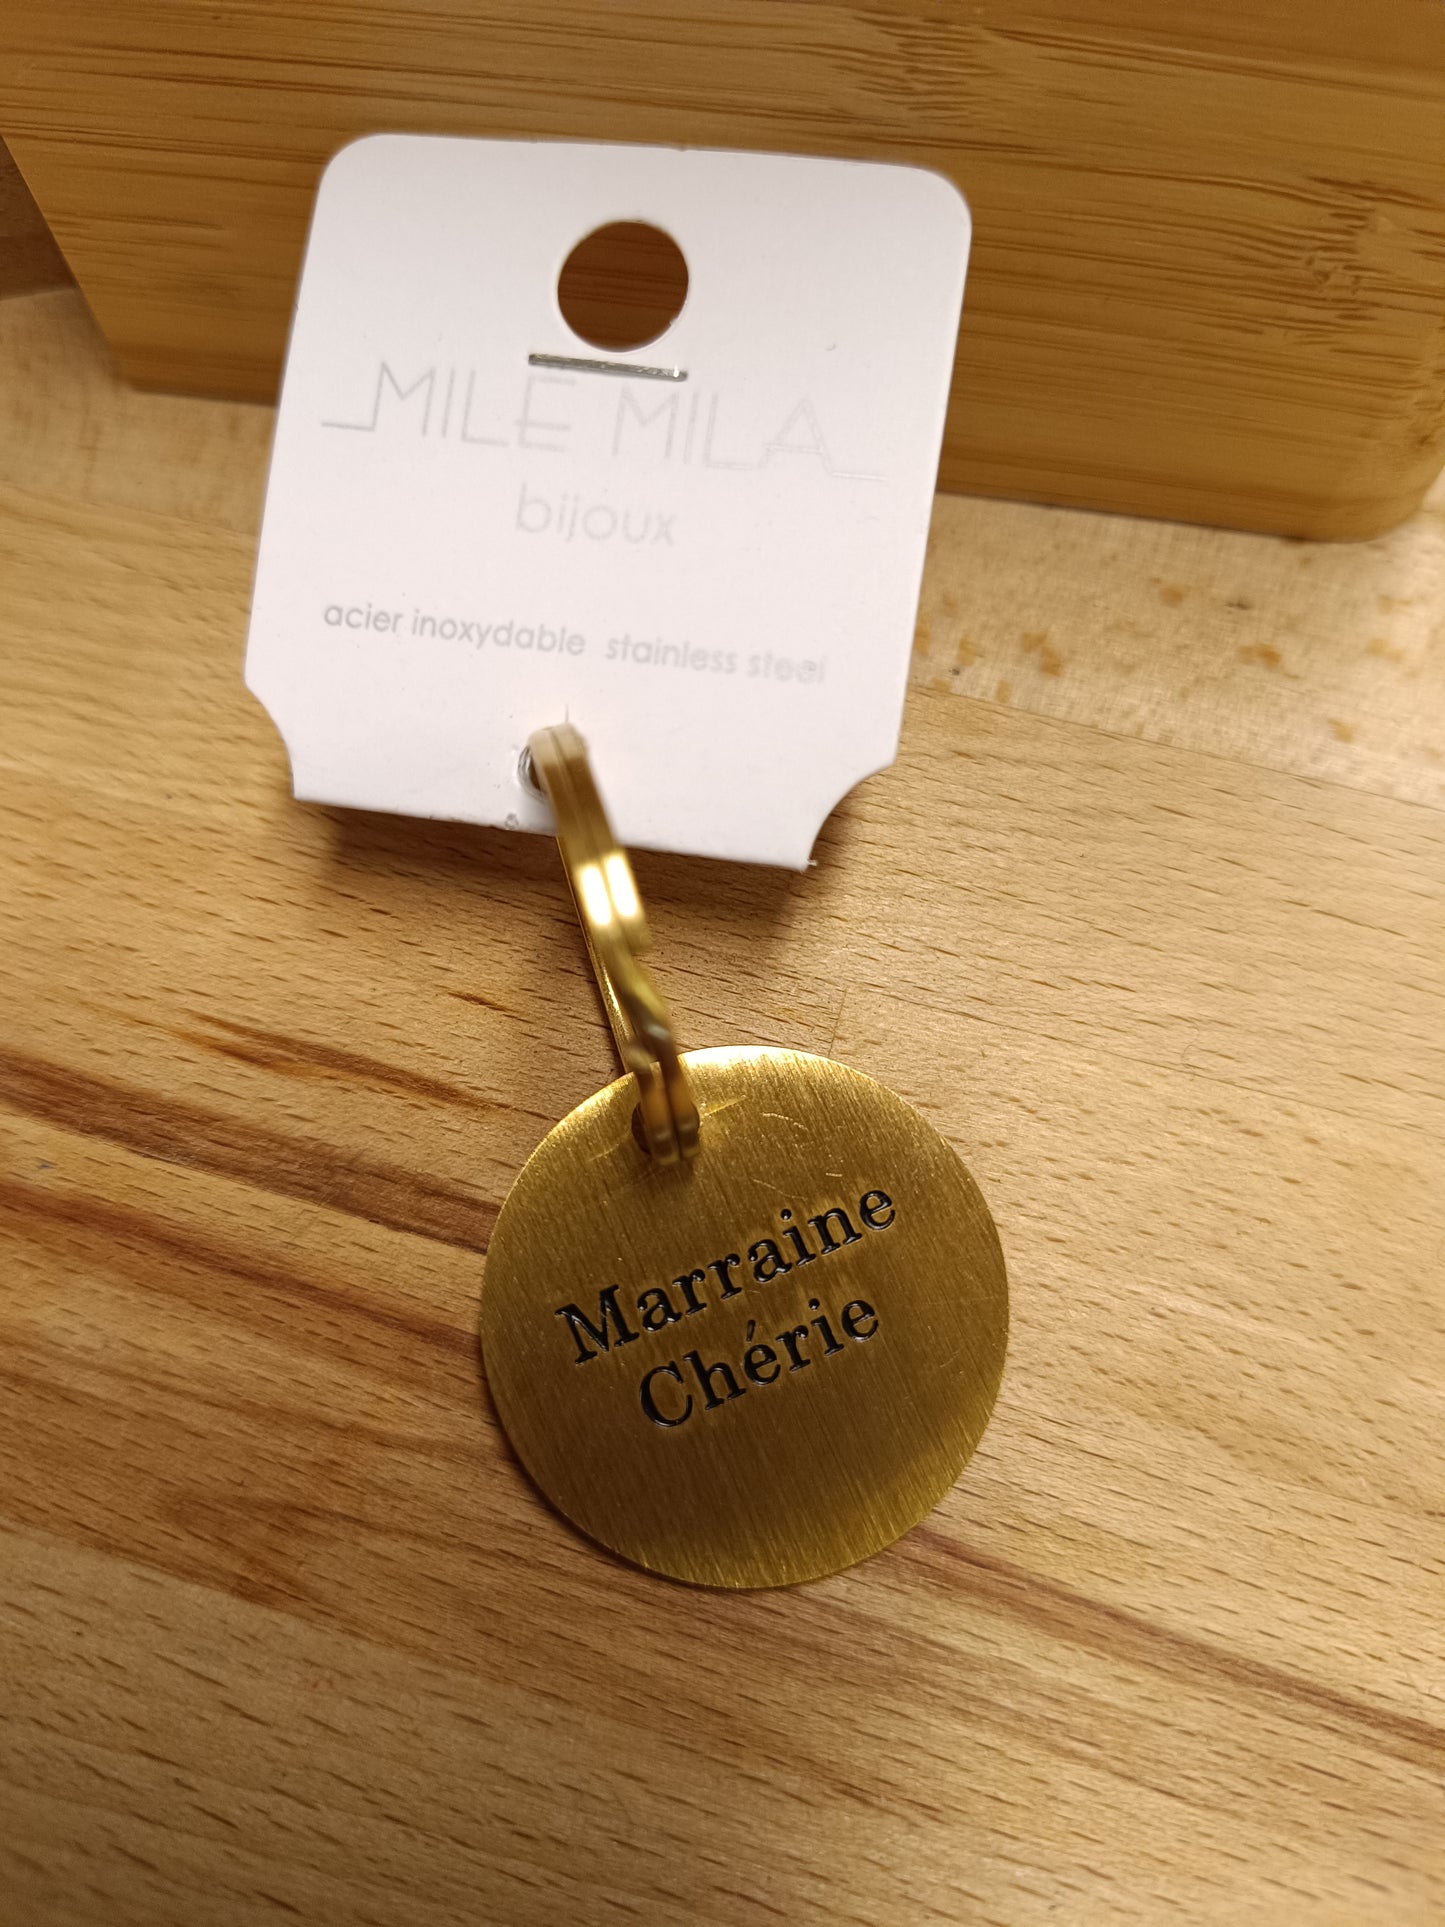 MILE MILA
bijoux
acier inoxydable stainless steel
Marraine
Chérie